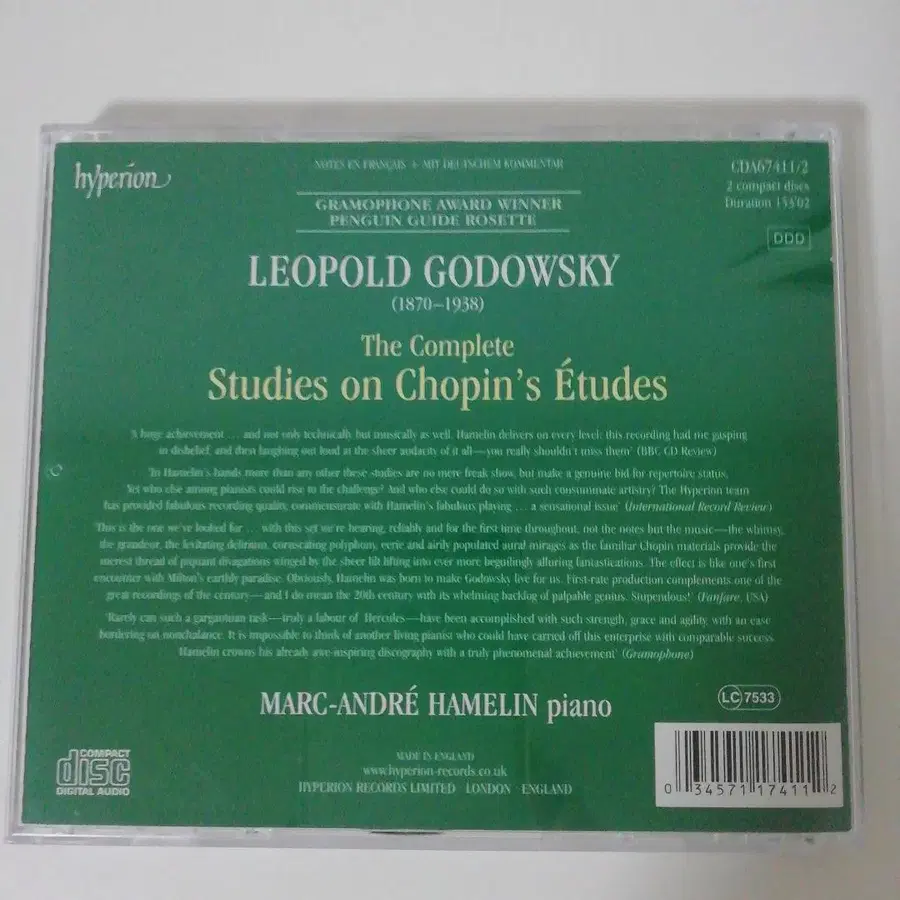 hyperion
NOTES EN FRANÇAIS + MIT DEUTSCHEM KOMMENTAR
CDA67411/2
2 compact discs
Duration 153'02
DDD
GRAMOPHONE AWARD WINNER
PENGUIN GUIDE ROSETTE
LEOPOLD GODOWSKY
(1870–1938)
The Complete
Studies on Chopin's Études
'A huge achievement … and not only technically but musically as well. Hamelin delivers on every level: this recording had me gasping
in disbelief, and then laughing out loud at the sheer audacity of it all—you really shouldn't miss them' (BBC CD Review)
'In Hamelin's hands more than any other these studies are no mere freak show, but make a genuine bid for repertoire status.
Yet who else among pianists could rise to the challenge? And who else could do so with such consummate artistry? The Hyperion team
has provided fabulous recording quality, commensurate with Hamelin's fabulous playing … a sensational issue' (International Record Review)
'This is the one we've looked for … with this set we're hearing, reliably and for the first time throughout, not the notes but the music—the whimsy,
the grandeur, the levitating delirium, coruscating polyphony, eerie and airily populated aural mirages as the familiar Chopin materials provide the
merest thread of piquant divagations winged by the sheer lilt lifting into ever more beguilingly alluring fantastications. The effect is like one's first
encounter with Milton's earthly paradise. Obviously, Hamelin was born to make Godowsky live for us. First-rate production complements one of the
great recordings of the century—and I do mean the 20th century with its whelming backlog of palpable genius. Stupendous!' (Fanfare, USA)
'Rarely can such a gargantuan task—truly a labour of Hercules—have been accomplished with such strength, grace and agility, with an ease
bordering on nonchalance. It is impossible to think of another living pianist who could have carried off this enterprise with comparable success.
Hamelin crowns his already awe-inspiring discography with a truly phenomenal achievement' (Gramophone)
MARC-ANDRÉ HAMELIN piano
LC 7533
COMPACT
disc
DIGITAL AUDIO
MADE IN ENGLAND
www.hyperion-records.co.uk
HYPERION RECORDS LIMITED · LONDON · ENGLAND
0 34571 17411 2